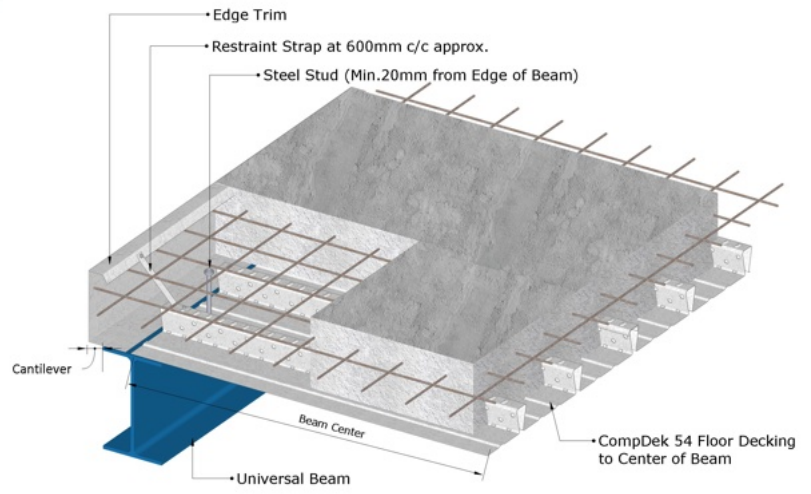 Edge Trim
Restraint Strap at 600mm c/c approx.
Steel Stud (Min.20mm from Edge of Beam)
Cantilever
Beam Center
CompDek 54 Floor Decking
to Center of Beam
Universal Beam